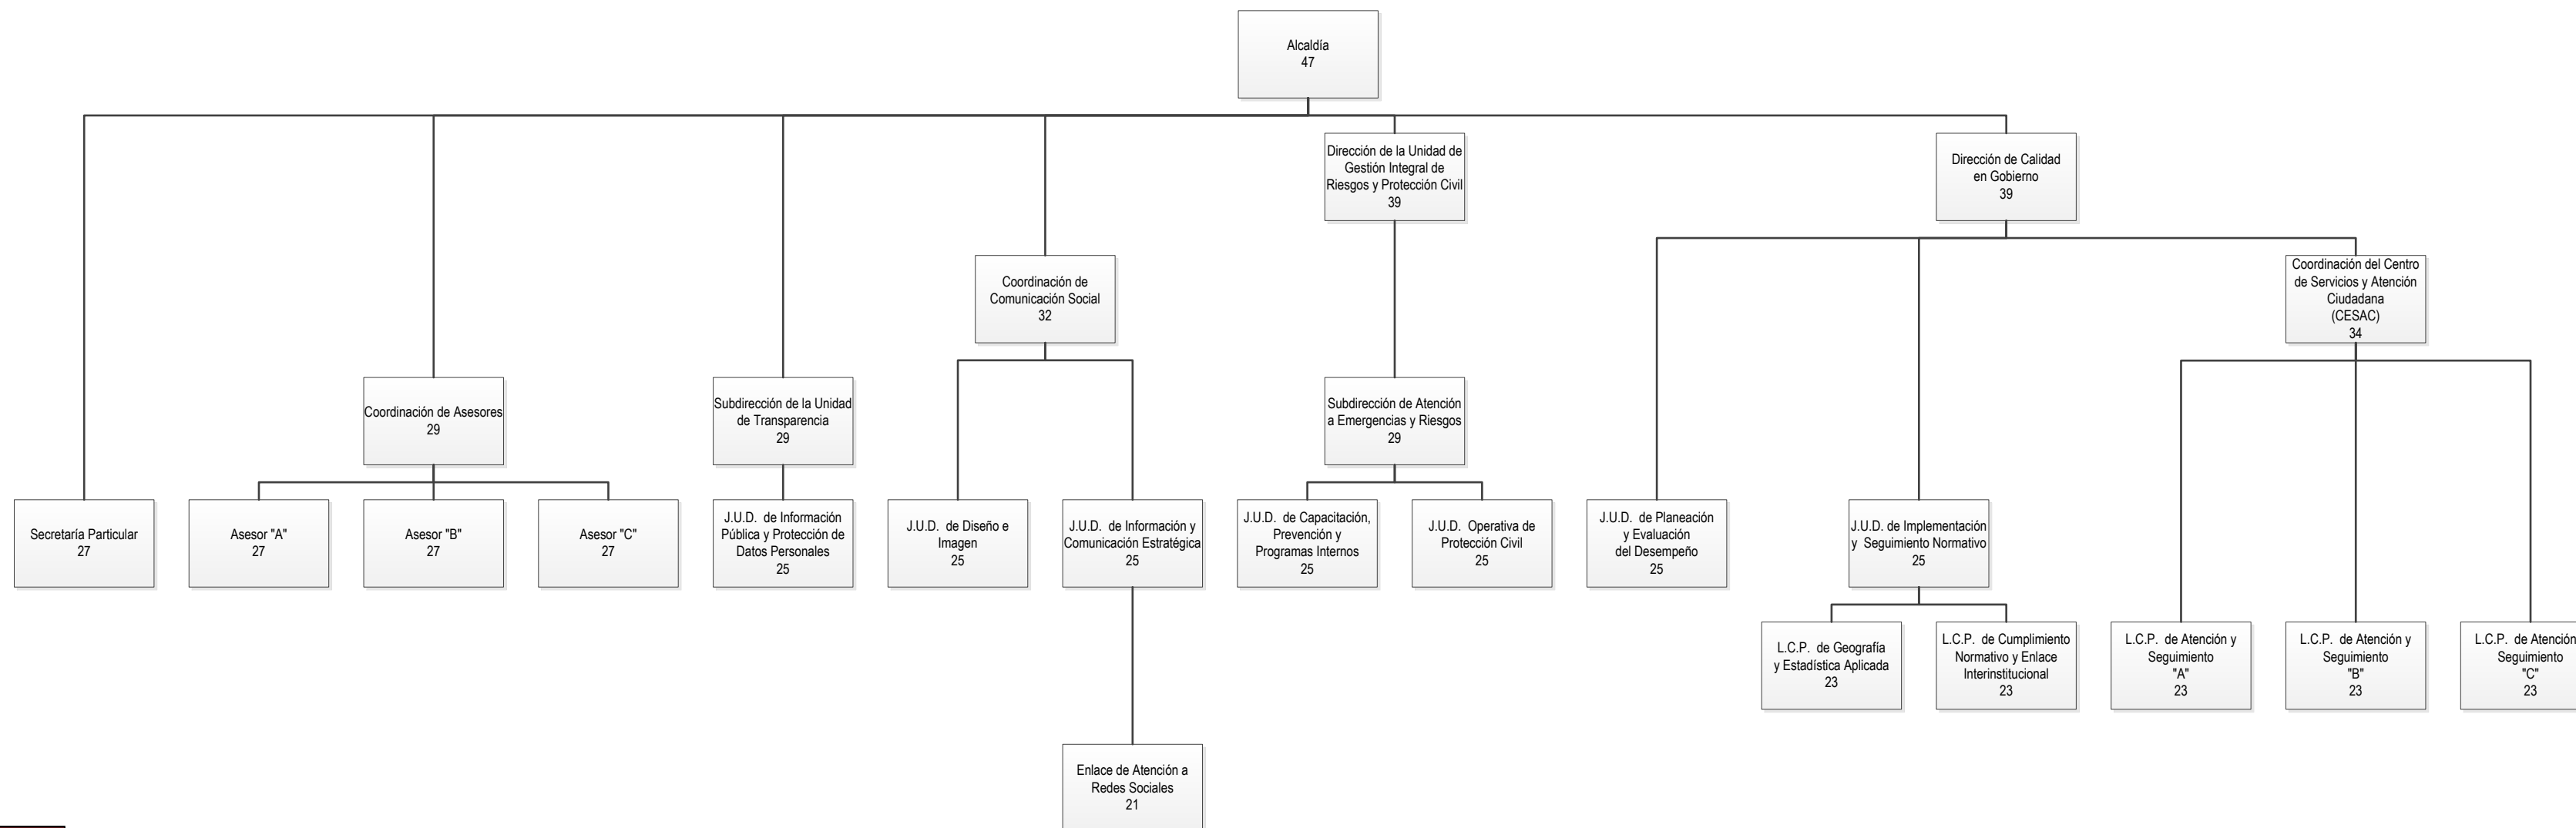 Alcaldía
47
Dirección de la Unidad de
Gestión Integral de
Riesgos y Protección Civil
39
Dirección de Calidad
en Gobierno
39
Coordinación de
Comunicación Social
32
Coordinación del Centro
de Servicios y Atención
Ciudadana
(CESAC)
34
Coordinación de Asesores
29
Subdirección de la Unidad
de Transparencia
29
Subdirección de Atención
a Emergencias y Riesgos
29
Secretaría Particular
27
Asesor "A"
27
Asesor "B"
27
Asesor "C"
27
J.U.D. de Información
Pública y Protección de
Datos Personales
25
J.U.D. de Diseño e
Imagen
25
J.U.D. de Información y
Comunicación Estratégica
25
J.U.D. de Capacitación,
Prevención y
Programas Internos
25
J.U.D. Operativa de
Protección Civil
25
J.U.D. de Planeación
y Evaluación
del Desempeño
25
J.U.D. de Implementación
y Seguimiento Normativo
25
L.C.P. de Geografía
y Estadística Aplicada
23
L.C.P. de Cumplimiento
Normativo y Enlace
Interinstitucional
23
L.C.P. de Atención y
Seguimiento
"A"
23
L.C.P. de Atención y
Seguimiento
"B"
23
L.C.P. de Atención
Seguimiento
"C"
23
Enlace de Atención a
Redes Sociales
21